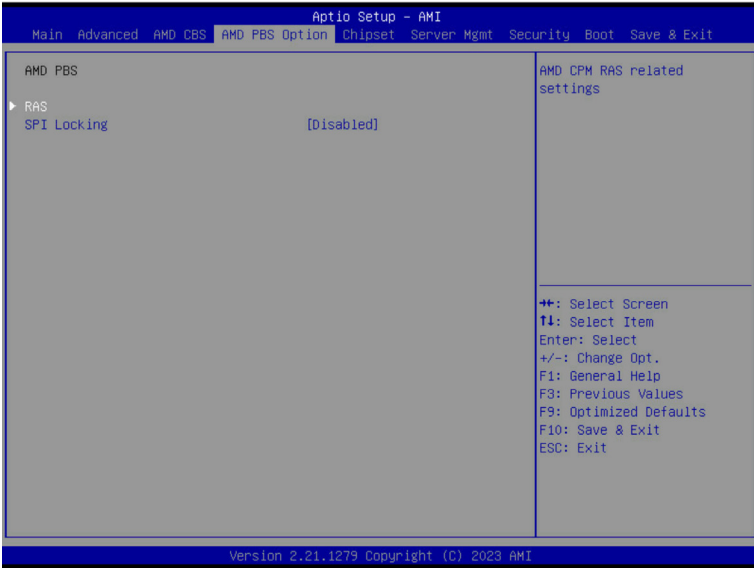 Aptio Setup - AMI
Main Advanced AMD CBS AMD PBS Option Chipset Server Mgmt Security Boot Save & Exit
AMD PBS
RAS
SPI Locking [Disabled]
AMD CPM RAS related
settings
→←: Select Screen
↑↓: Select Item
Enter: Select
+/-: Change Opt.
F1: General Help
F3: Previous Values
F9: Optimized Defaults
F10: Save & Exit
ESC: Exit
Version 2.21.1279 Copyright (C) 2023 AMI